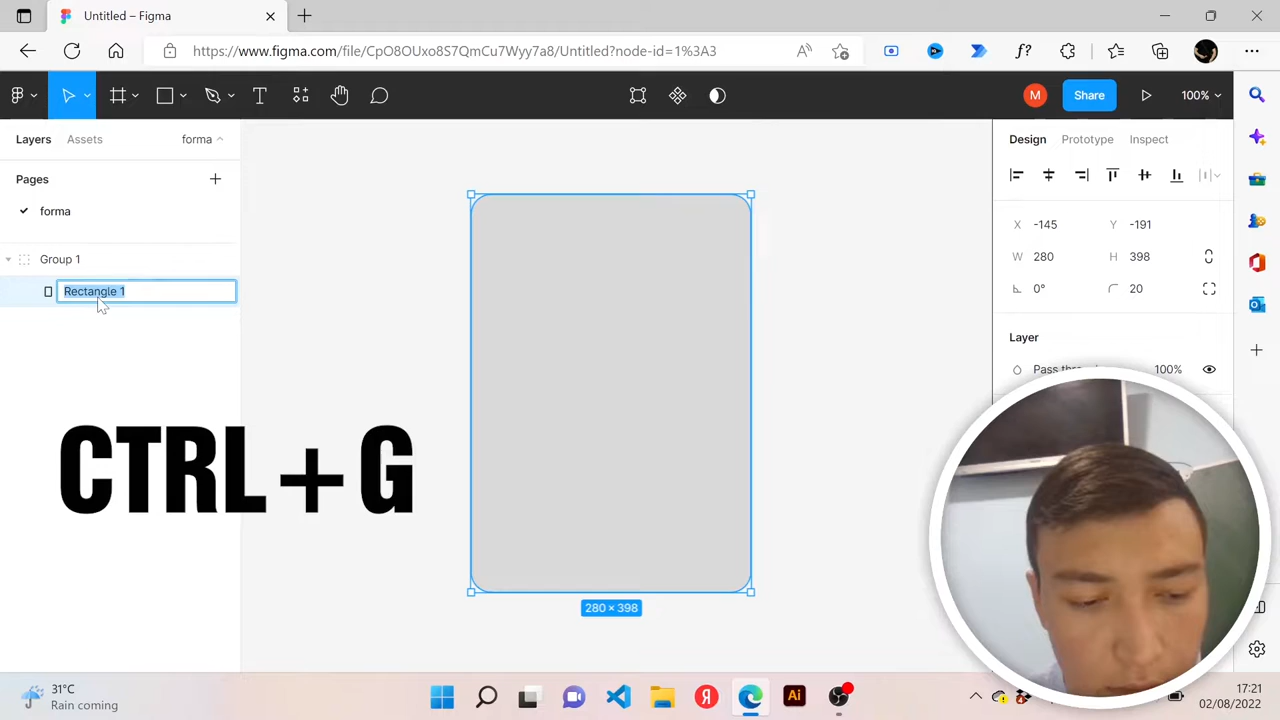 Untitled – Figma
https://www.figma.com/file/CpO8OUxo8S7QmCu7Wyy7a8/Untitled?node-id=1%3A3
M
Share
100%
Layers
Assets
forma
Design
Prototype
Inspect
Pages
forma
Group 1
Rectangle 1
X -145
Y -191
W 280
H 398
0°
20
Layer
100%
CTRL+G
280 × 398
31°C
Rain coming
Я
Ai
17:21
02/08/2022